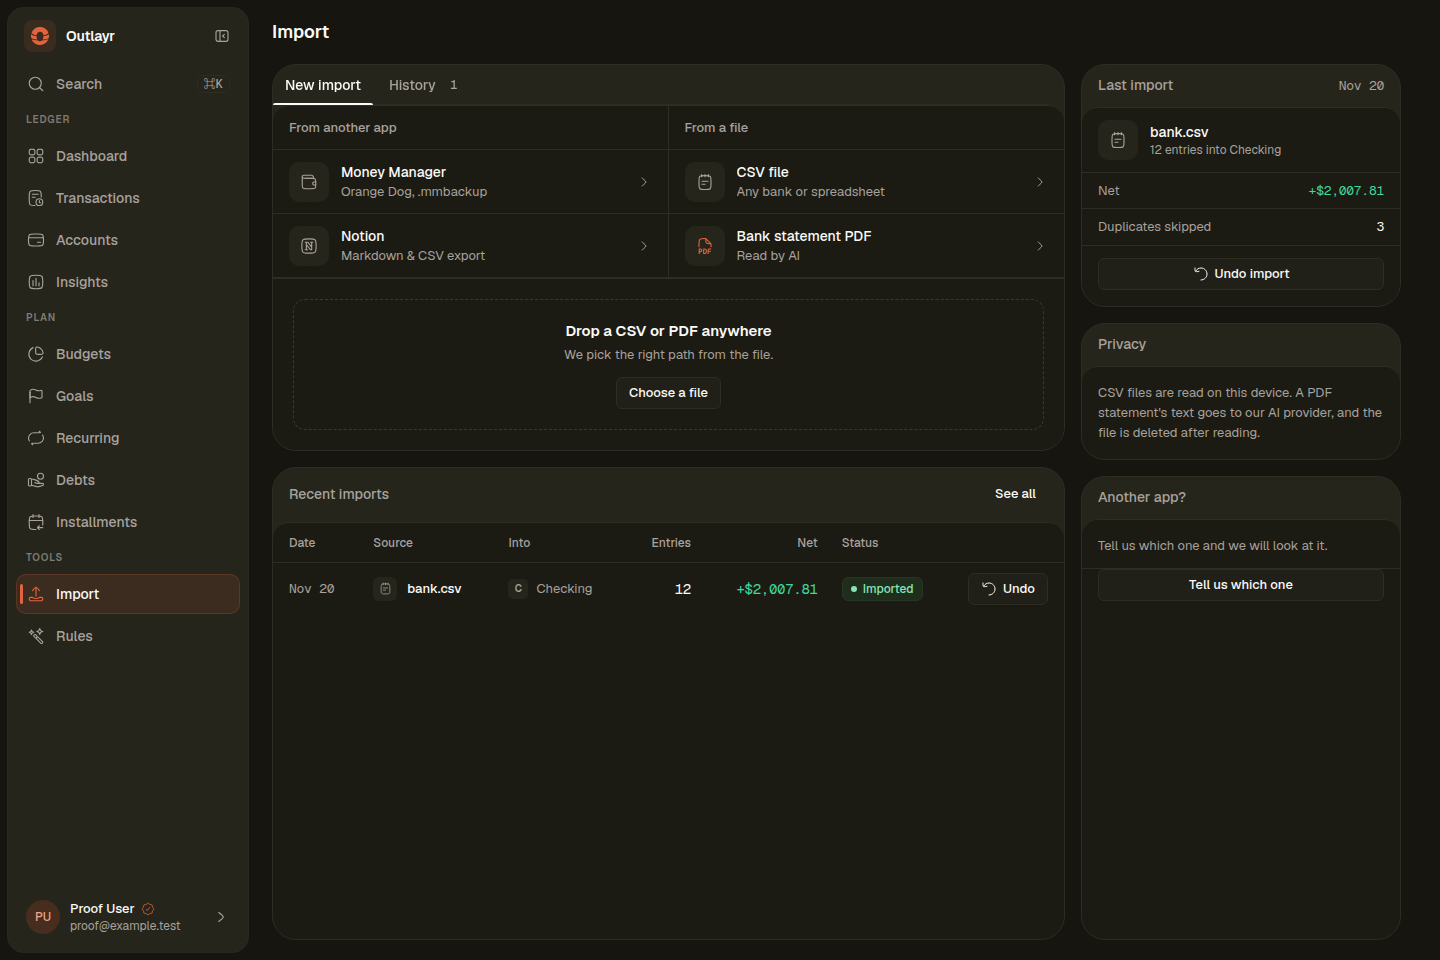 Outlayr
Search ⌘K
LEDGER
Dashboard
Transactions
Accounts
Insights
PLAN
Budgets
Goals
Recurring
Debts
Installments
TOOLS
Import
Rules
PU
Proof User
proof@example.test
Import
New import History 1
From another app
Money Manager
Orange Dog, .mmbackup
Notion
Markdown & CSV export
From a file
CSV file
Any bank or spreadsheet
PDF
Bank statement PDF
Read by AI
Drop a CSV or PDF anywhere
We pick the right path from the file.
Choose a file
Recent imports See all
Date Source Into Entries Net Status
Nov 20 bank.csv C Checking 12 +$2,007.81 Imported Undo
Last import Nov 20
bank.csv
12 entries into Checking
Net +$2,007.81
Duplicates skipped 3
Undo import
Privacy
CSV files are read on this device. A PDF
statement's text goes to our AI provider, and the
file is deleted after reading.
Another app?
Tell us which one and we will look at it.
Tell us which one